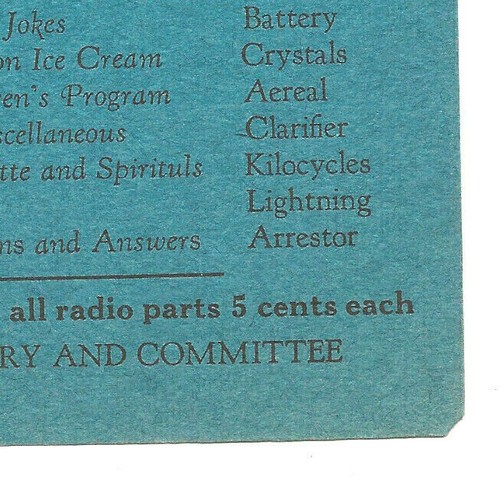 Jokes Battery
on Ice Cream Crystals
en's Program Aereal
scellaneous Clarifier
tte and Spirituls Kilocycles
Lightning
ns and Answers Arrestor
all radio parts 5 cents each
RY AND COMMITTEE